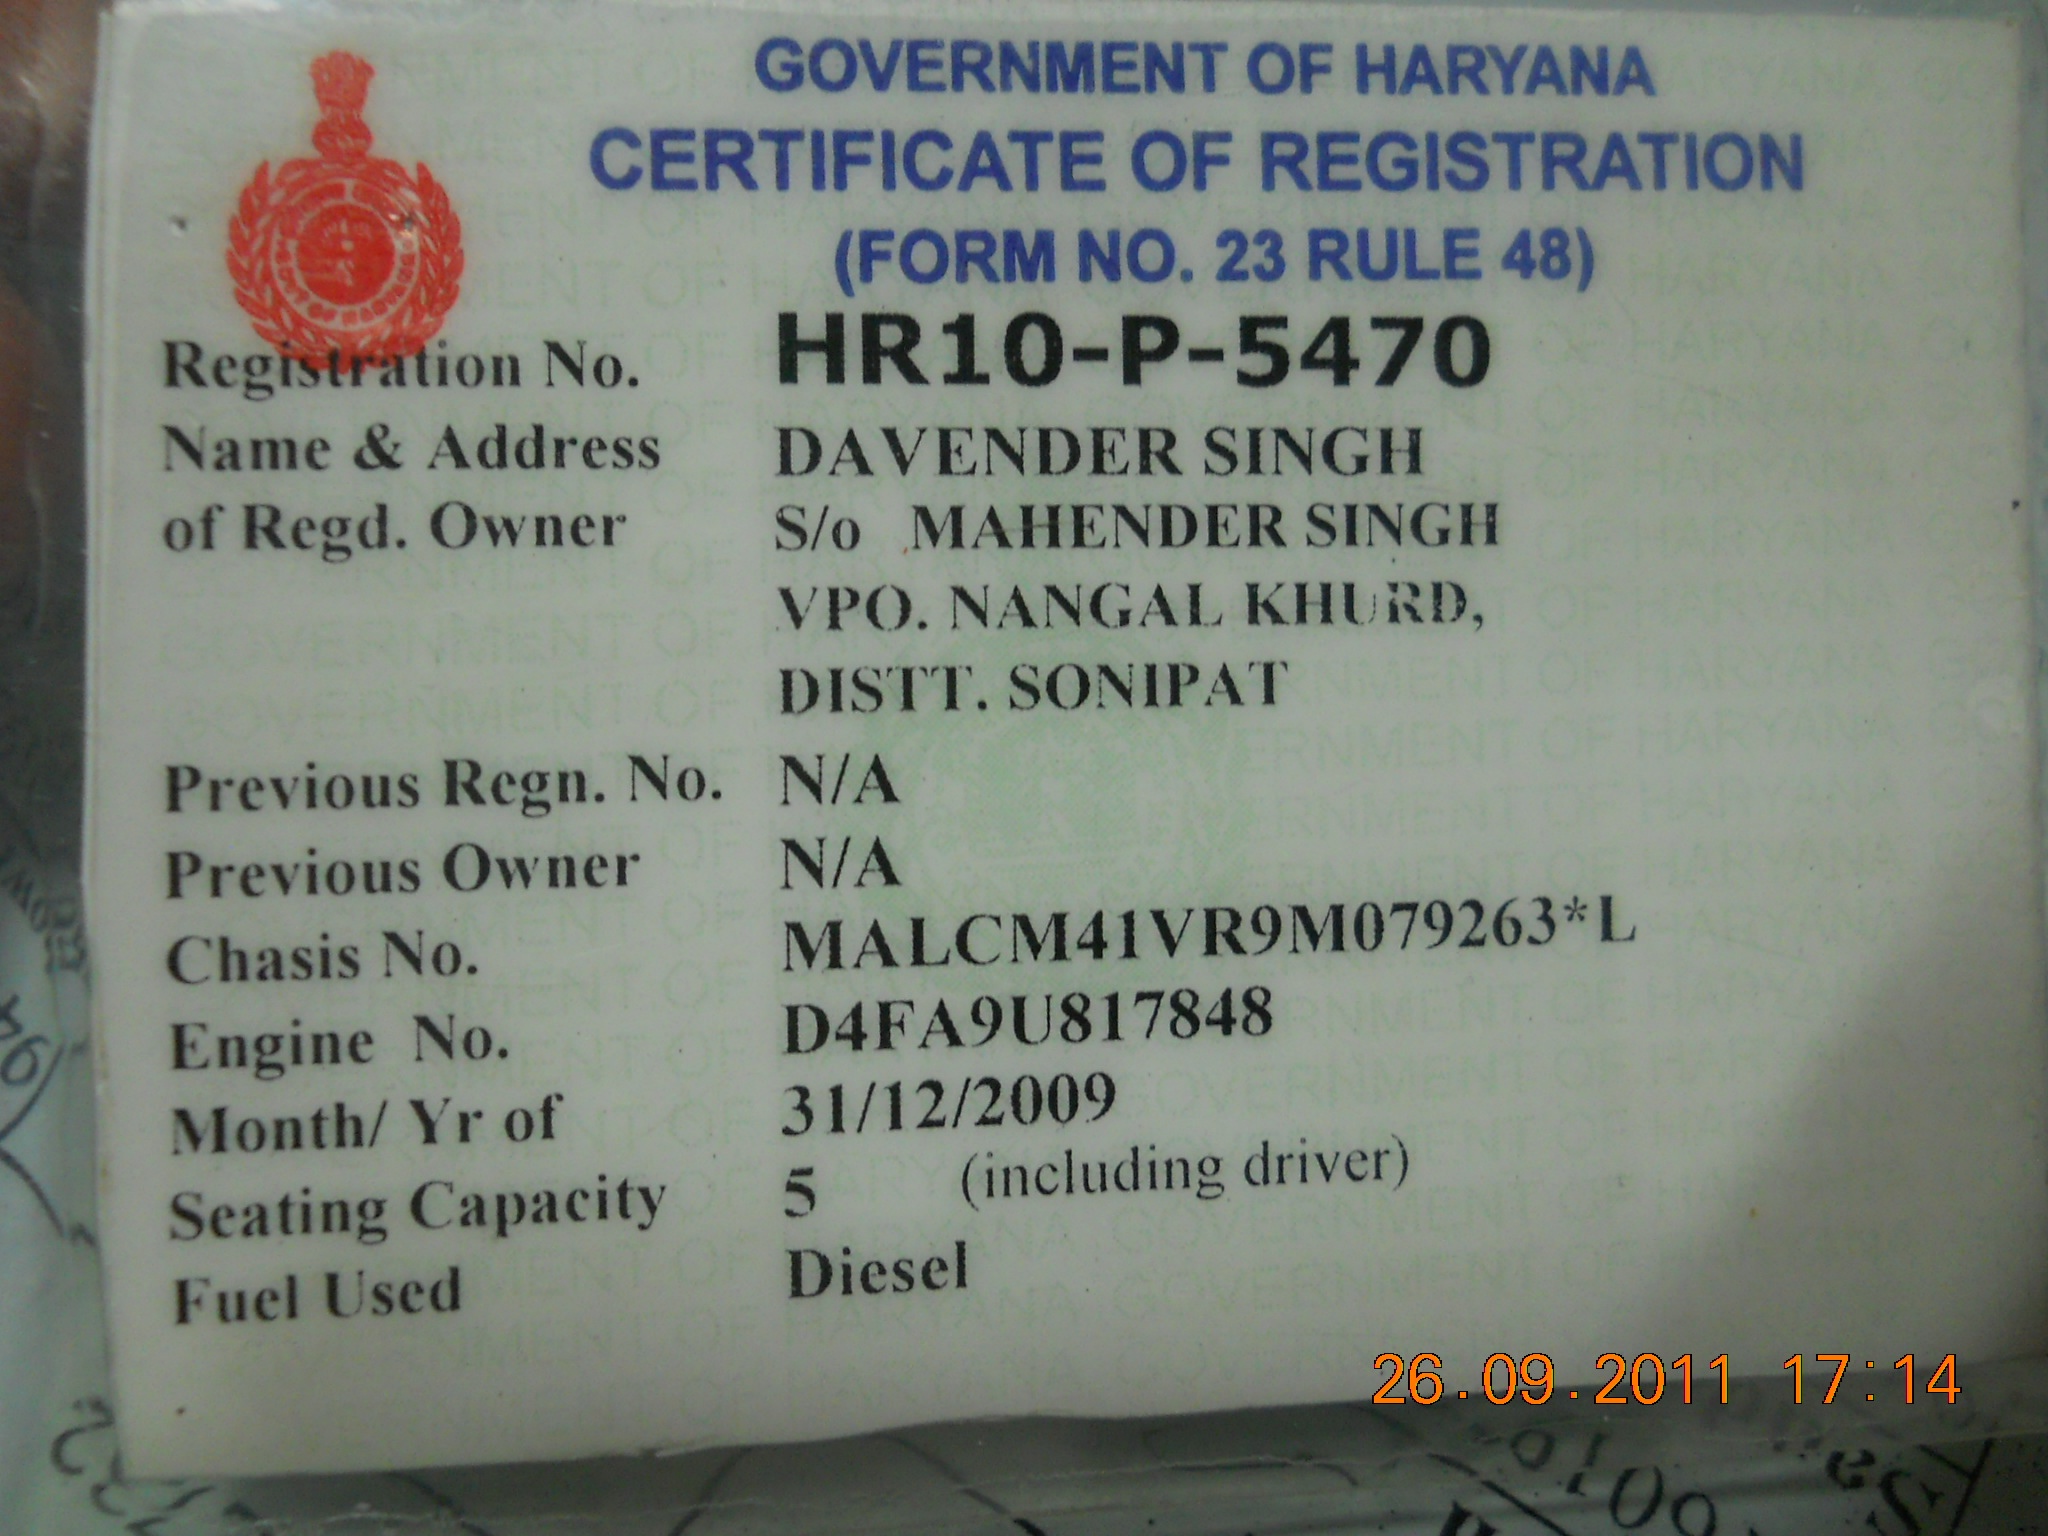 GOVERNMENT OF HARYANA
CERTIFICATE OF REGISTRATION
(FORM NO. 23 RULE 48)
Registration No. HR10-P-5470
Name & Address DAVENDER SINGH
of Regd. Owner S/o MAHENDER SINGH
VPO. NANGAL KHURD,
DISTT. SONIPAT
Previous Regn. No. N/A
Previous Owner N/A
Chasis No. MALCM41VR9M079263*L
Engine No. D4FA9U817848
Month/ Yr of 31/12/2009
Seating Capacity 5 (including driver)
Fuel Used Diesel
26.09.2011 17:14